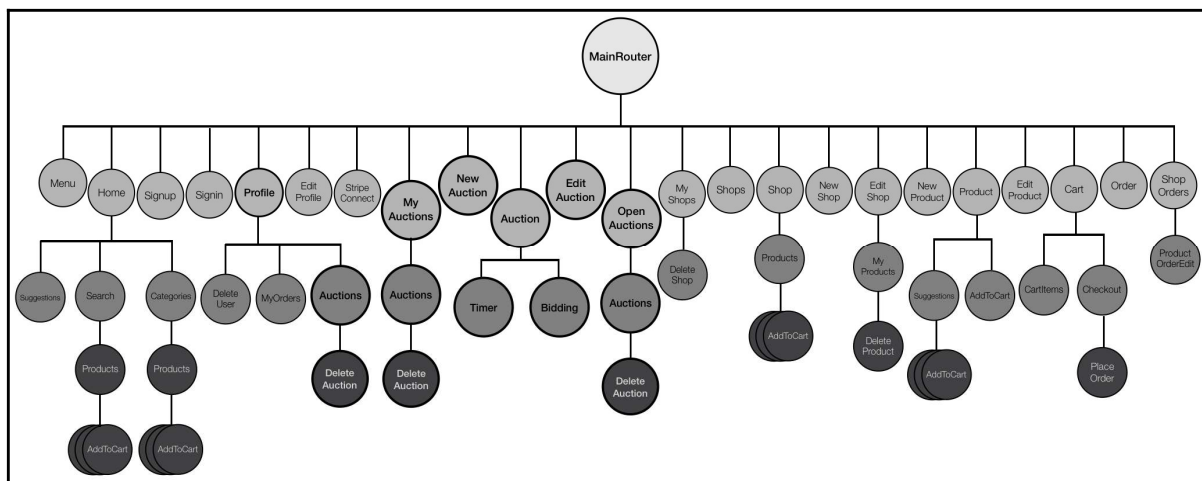 MainRouter
Menu
Home
Signup
Signin
Profile
Edit
Profile
Stripe
Connect
My
Auctions
New
Auction
Auction
Edit
Auction
Open
Auctions
My
Shops
Shops
Shop
New
Shop
Edit
Shop
New
Product
Product
Edit
Product
Cart
Order
Shop
Orders
Suggestions
Search
Categories
Delete
User
MyOrders
Auctions
Auctions
Timer
Bidding
Auctions
Delete
Shop
Products
My
Products
Suggestions
AddToCart
CartItems
Checkout
Product
OrderEdit
Products
Products
Delete
Auction
Delete
Auction
Delete
Auction
AddToCart
Delete
Product
AddToCart
Place
Order
AddToCart
AddToCart